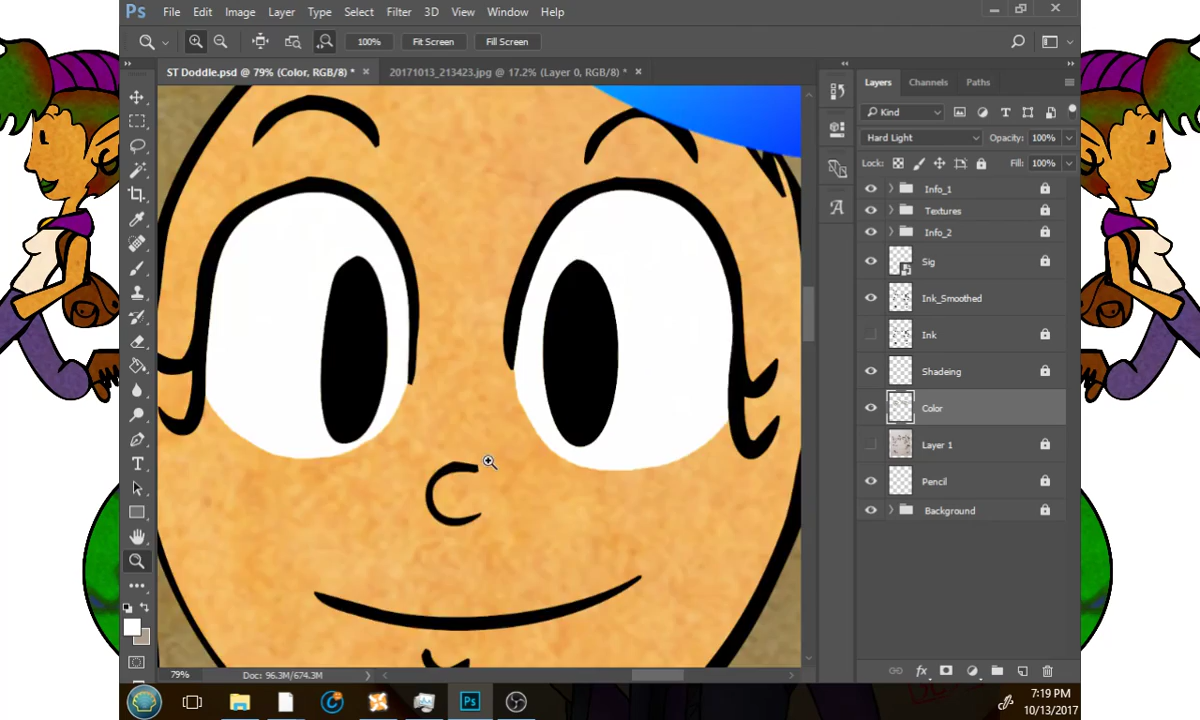 Ps File Edit Image Layer Type Select Filter 3D View Window Help
100% Fit Screen Fill Screen
ST Doddle.psd @ 79% (Color, RGB/8) * × 20171013_213423.jpg @ 17.2% (Layer 0, RGB/8) * ×
Layers Channels Paths
Kind
Hard Light Opacity: 100%
Lock: Fill: 100%
Info_1
Textures
Info_2
Sig
Ink_Smoothed
Ink
Shadeing
Color
Layer 1
Pencil
Background
79% Doc: 96.3M/674.3M
fx
Ps
7:19 PM
10/13/2017